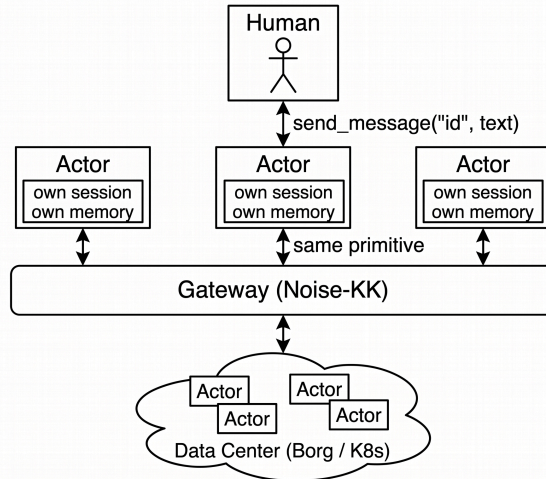 Human
send_message("id", text)
Actor
own session
own memory
Actor
own session
own memory
Actor
own session
own memory
same primitive
Gateway (Noise-KK)
Actor
Actor
Actor
Actor
Data Center (Borg / K8s)